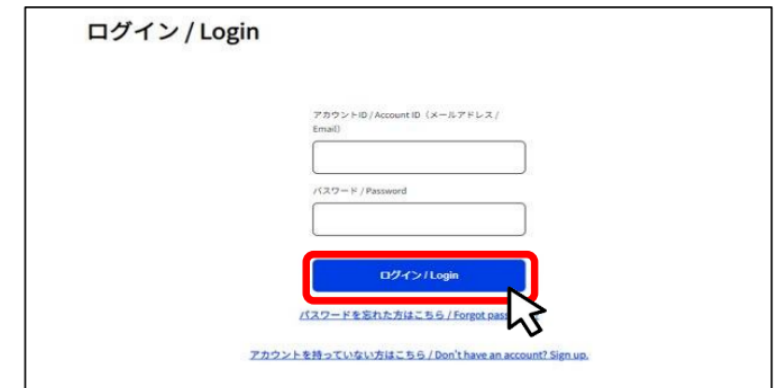 ログイン / Login
アカウントID / Account ID（メールアドレス /
Email）
パスワード / Password
ログイン / Login
パスワードを忘れた方はこちら / Forgot
アカウントを持っていない方はこちら / Don't have an account? Sign up.